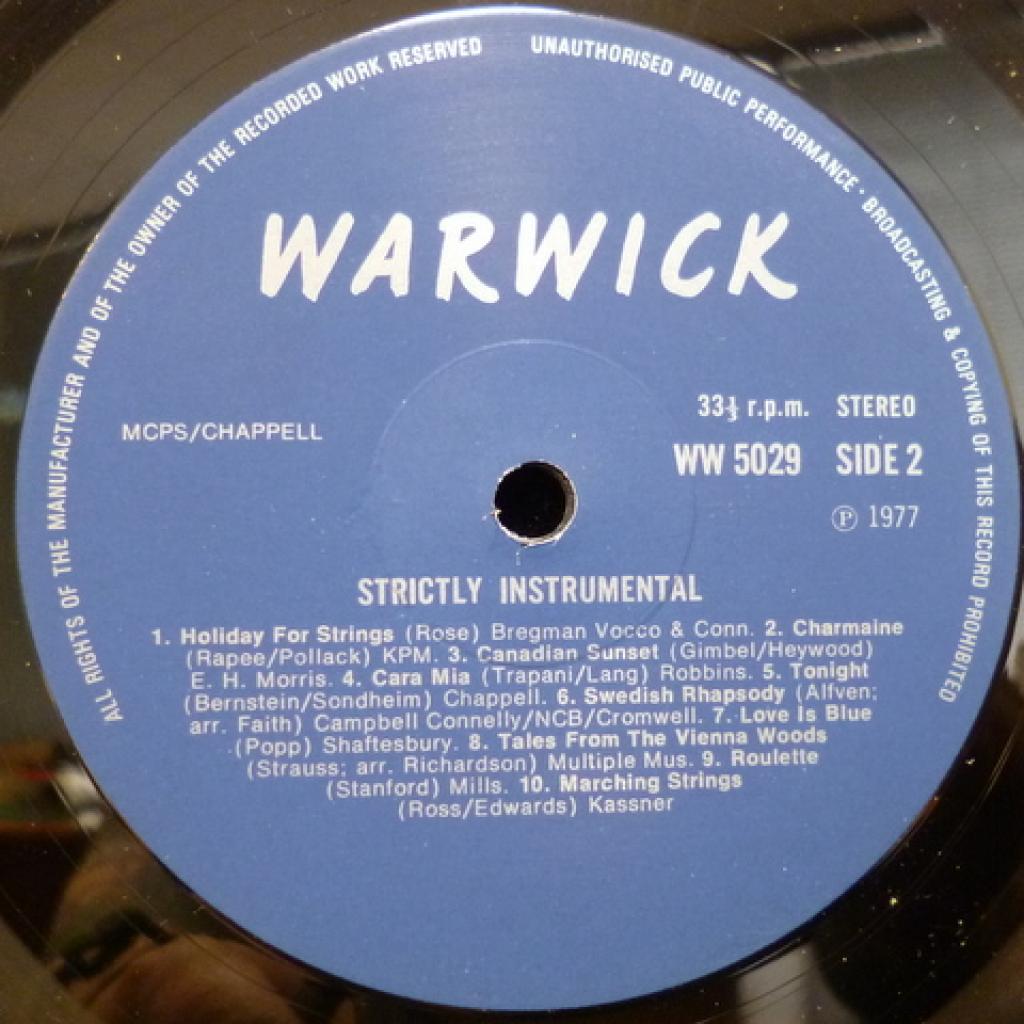 ALL RIGHTS OF THE MANUFACTURER AND OF THE OWNER OF THE RECORDED WORK RESERVED
UNAUTHORISED PUBLIC PERFORMANCE · BROADCASTING & COPYING OF THIS RECORD PROHIBITED
WARWICK
33⅓ r.p.m. STEREO
MCPS/CHAPPELL
WW 5029 SIDE 2
Ⓟ 1977
STRICTLY INSTRUMENTAL
1. Holiday For Strings (Rose) Bregman Vocco & Conn. 2. Charmaine
(Rapee/Pollack) KPM. 3. Canadian Sunset (Gimbel/Heywood)
E. H. Morris. 4. Cara Mia (Trapani/Lang) Robbins. 5. Tonight
(Bernstein/Sondheim) Chappell. 6. Swedish Rhapsody (Alfven;
arr. Faith) Campbell Connelly/NCB/Cromwell. 7. Love Is Blue
(Popp) Shaftesbury. 8. Tales From The Vienna Woods
(Strauss; arr. Richardson) Multiple Mus. 9. Roulette
(Stanford) Mills. 10. Marching Strings
(Ross/Edwards) Kassner